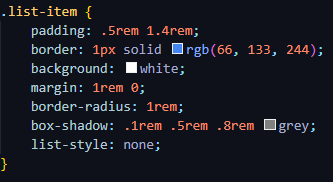 .list-item {
    padding: .5rem 1.4rem;
    border: 1px solid rgb(66, 133, 244);
    background: white;
    margin: 1rem 0;
    border-radius: 1rem;
    box-shadow: .1rem .5rem .8rem grey;
    list-style: none;
}